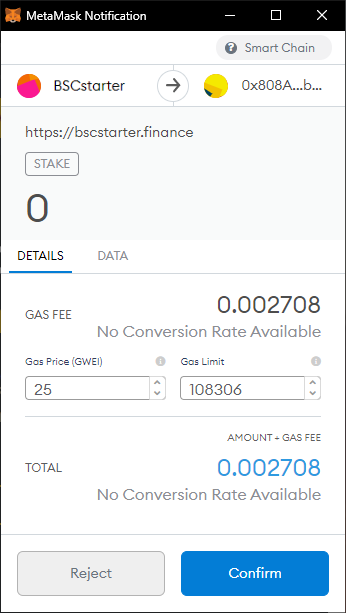 MetaMask Notification
Smart Chain
BSCstarter 0x808A...b...
https://bscstarter.finance
STAKE
0
DETAILS DATA
GAS FEE 0.002708
No Conversion Rate Available
Gas Price (GWEI) Gas Limit
25 108306
AMOUNT + GAS FEE
TOTAL 0.002708
No Conversion Rate Available
Reject Confirm